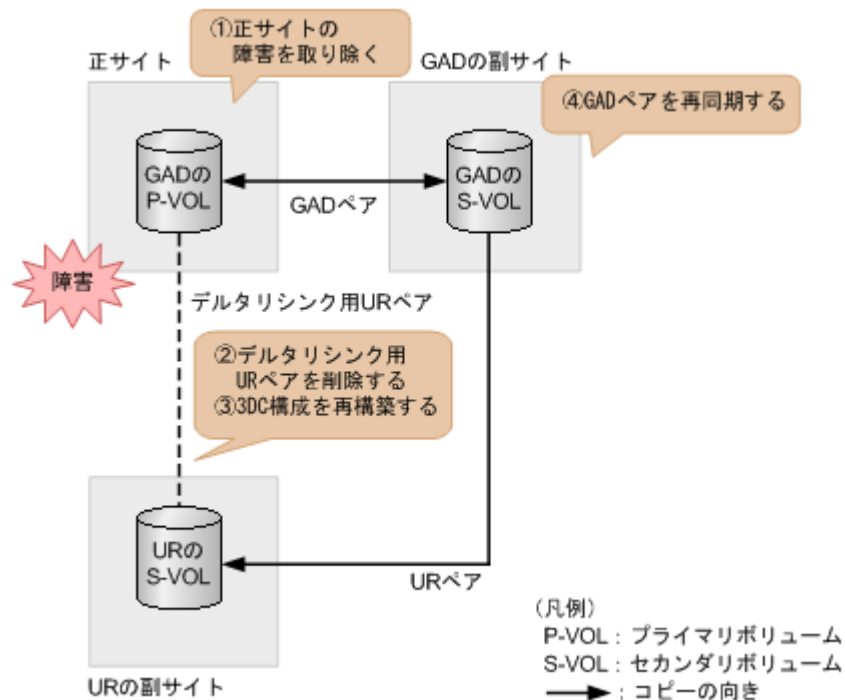 ①正サイトの
障害を取り除く
正サイト
GADの副サイト
④GADペアを再同期する
GADの
P-VOL
GADペア
GADの
S-VOL
障害
デルタリシンク用URペア
②デルタリシンク用
URペアを削除する
③3DC構成を再構築する
URの
S-VOL
URペア
URの副サイト
(凡例)
P-VOL：プライマリボリューム
S-VOL：セカンダリボリューム
：コピーの向き